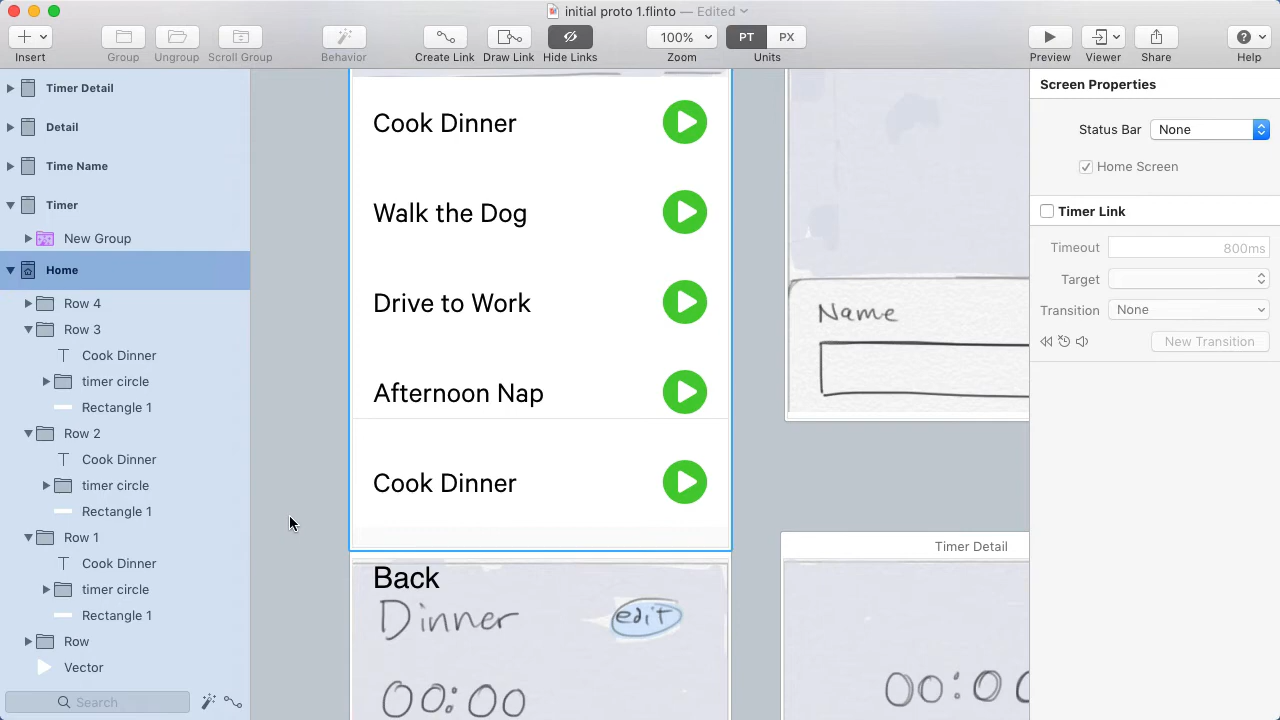 initial proto 1.flinto — Edited
Insert
Group
Ungroup
Scroll Group
Behavior
Create Link
Draw Link
Hide Links
100%
Zoom
PT
PX
Units
Preview
Viewer
Share
Help
Timer Detail
Detail
Time Name
Timer
New Group
Home
Row 4
Row 3
Cook Dinner
timer circle
Rectangle 1
Row 2
Cook Dinner
timer circle
Rectangle 1
Row 1
Cook Dinner
timer circle
Rectangle 1
Row
Vector
Search
Cook Dinner
Walk the Dog
Drive to Work
Afternoon Nap
Cook Dinner
Back
Dinner
edit
00:00
Name
Timer Detail
00:00
Screen Properties
Status Bar
None
Home Screen
Timer Link
Timeout
800ms
Target
Transition
None
New Transition